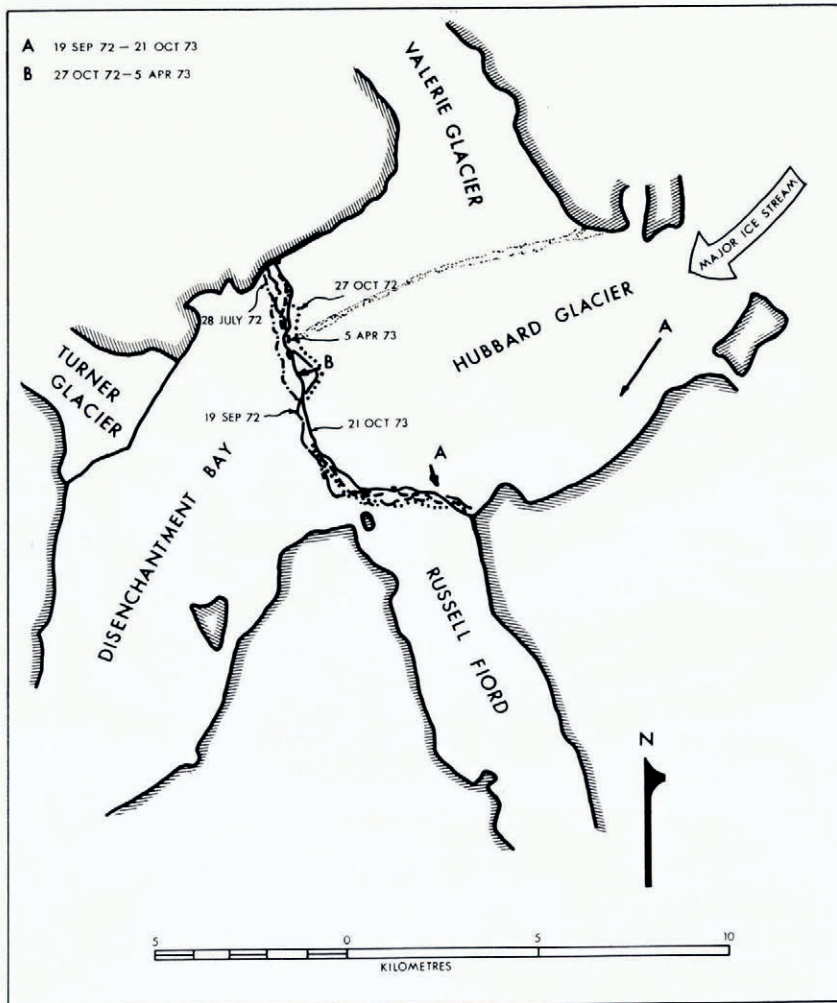 A 19 SEP 72 – 21 OCT 73
B 27 OCT 72 – 5 APR 73
VALERIE GLACIER
MAJOR ICE STREAM
27 OCT 72
28 JULY 72
HUBBARD GLACIER
A
5 APR 73
TURNER
GLACIER
B
19 SEP 72
21 OCT 73
A
DISENCHANTMENT BAY
RUSSELL FIORD
N
5 0 5 10
KILOMETRES